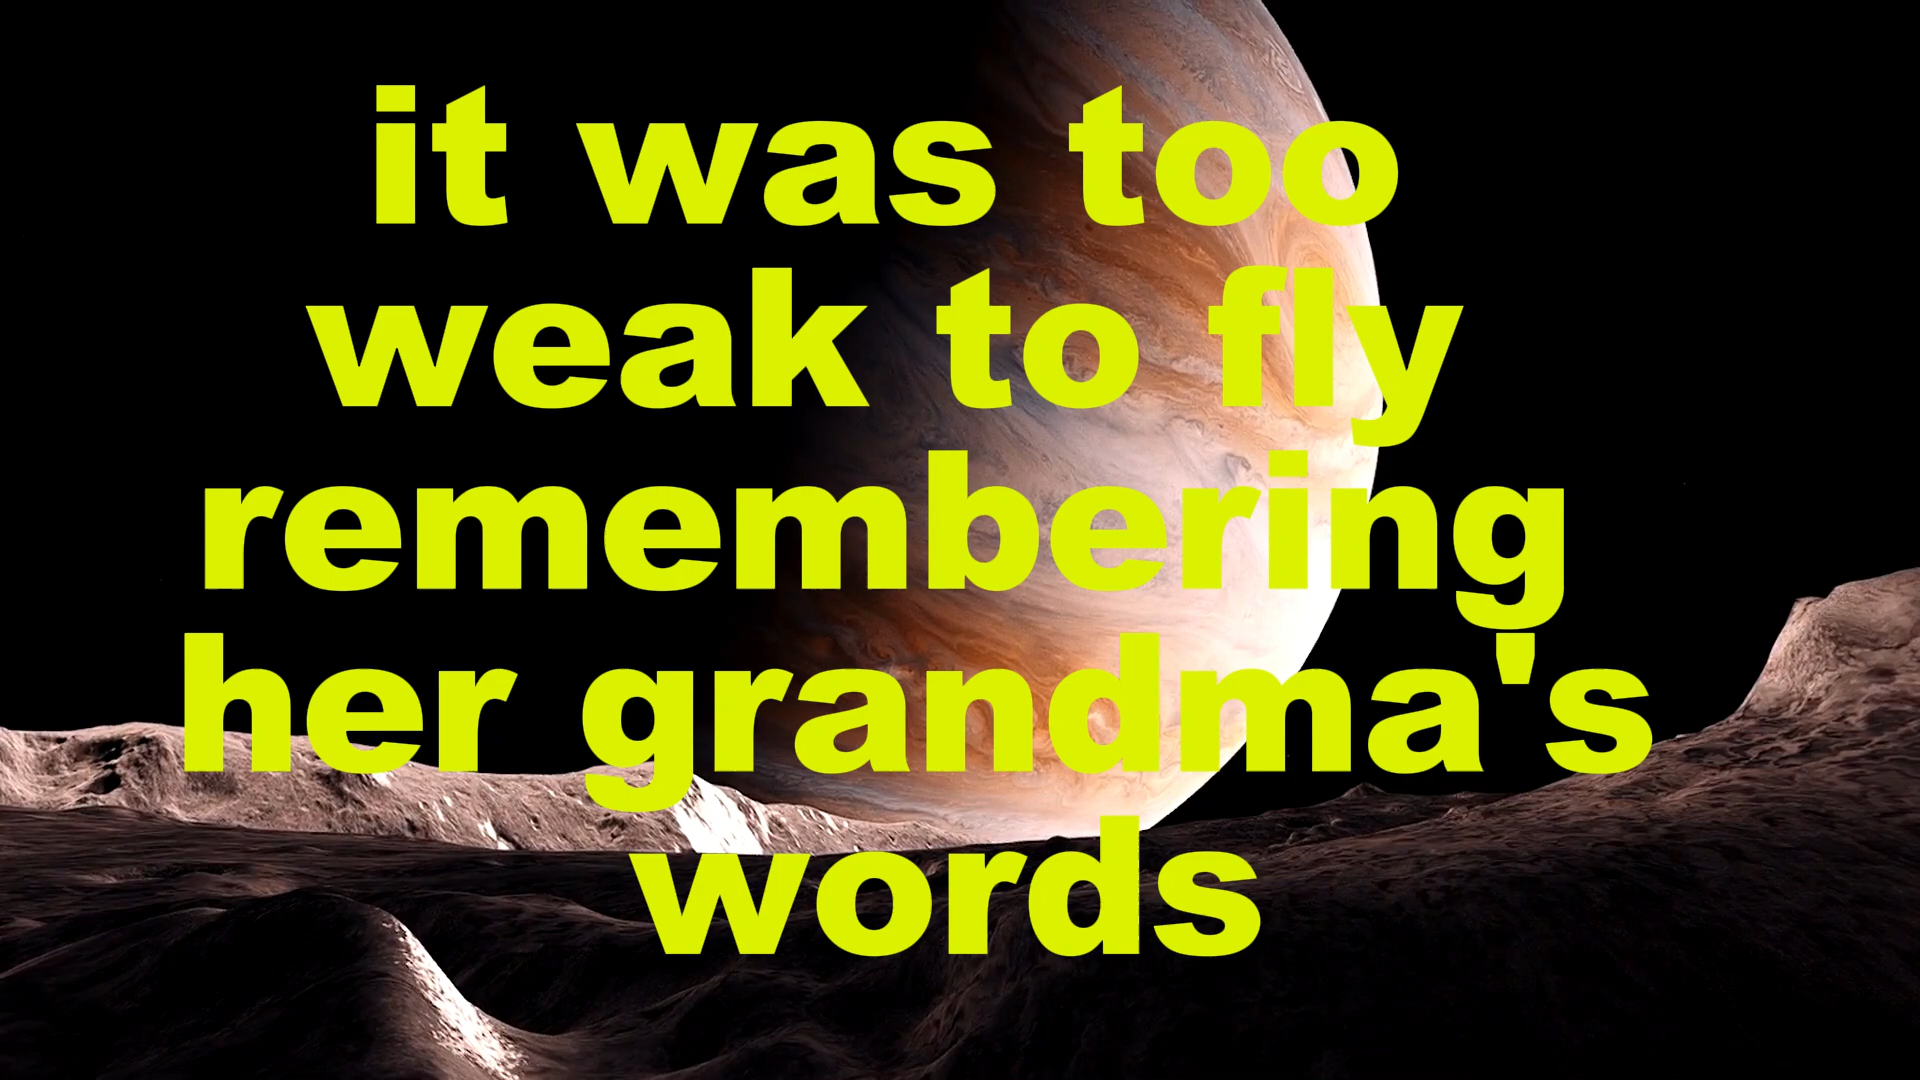 it was too
weak to fly
remembering
her grandma's
words